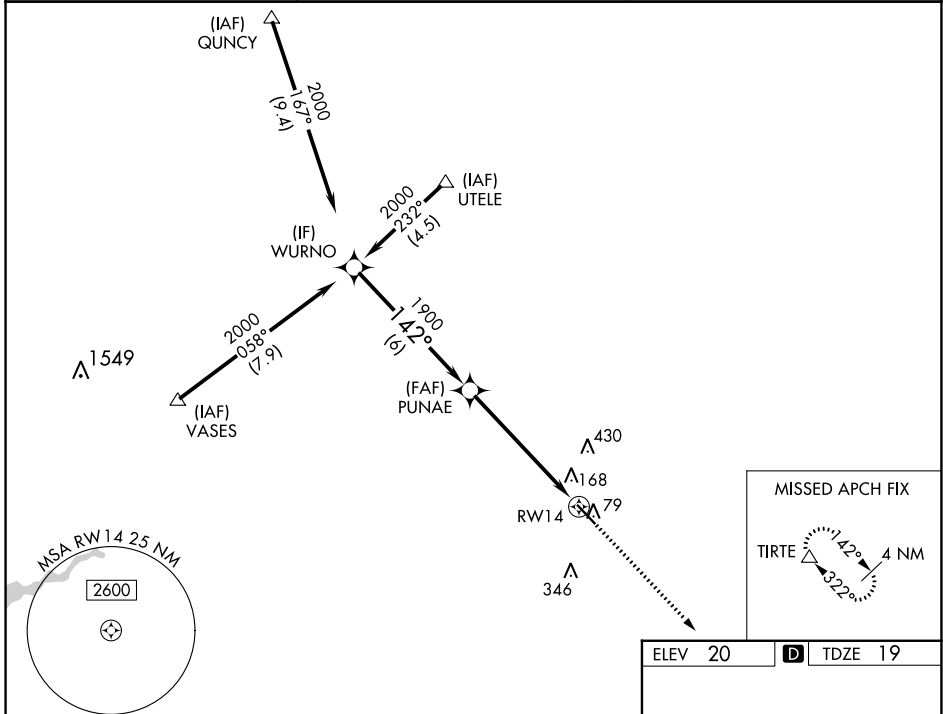 (IAF)
QUNCY
2000
167°
(9.4)
(IAF)
UTELE
2000
232°
(4.5)
(IF)
WURNO
2000
058°
(7.9)
1900
142°
(6)
1549
(IAF)
VASES
(FAF)
PUNAE
430
168
RW14
79
346
MISSED APCH FIX
TIRTE
142°
4 NM
322°
MSA RW14 25 NM
2600
ELEV 20 D TDZE 19